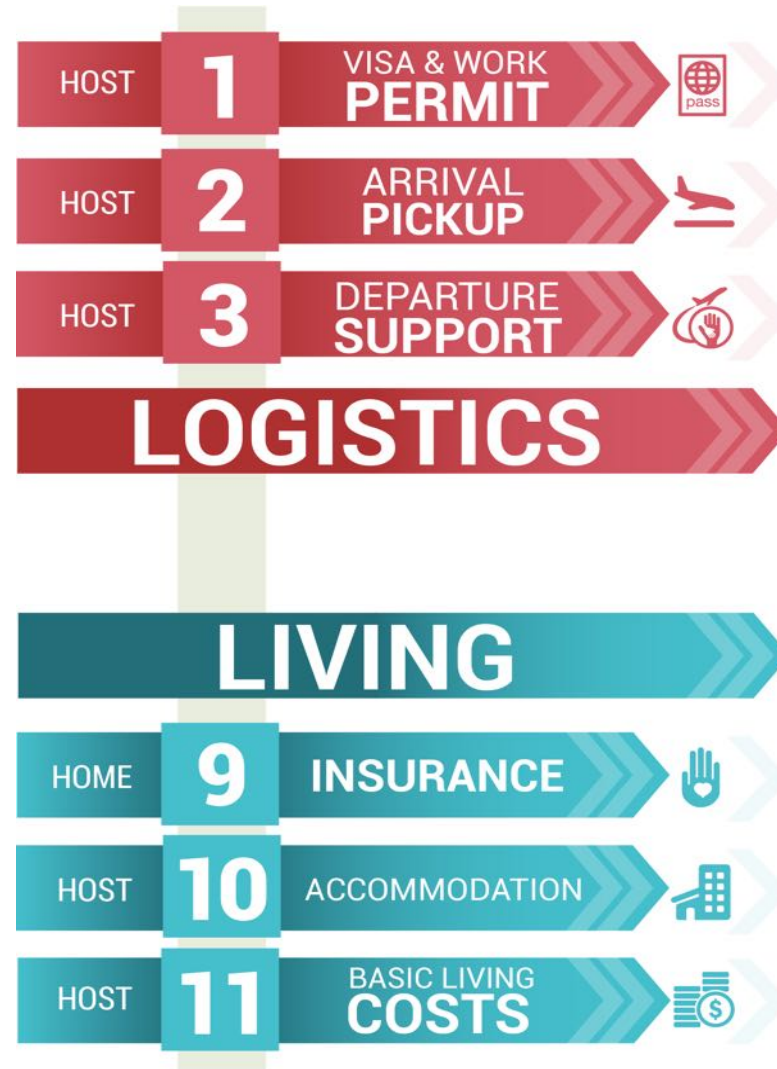 HOST 1 VISA & WORK
PERMIT
pass
HOST 2 ARRIVAL
PICKUP
HOST 3 DEPARTURE
SUPPORT
LOGISTICS
LIVING
HOME 9 INSURANCE
HOST 10 ACCOMMODATION
HOST 11 BASIC LIVING
COSTS
$